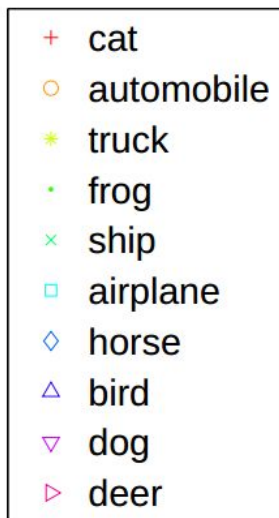 cat
automobile
truck
frog
ship
airplane
horse
bird
dog
deer